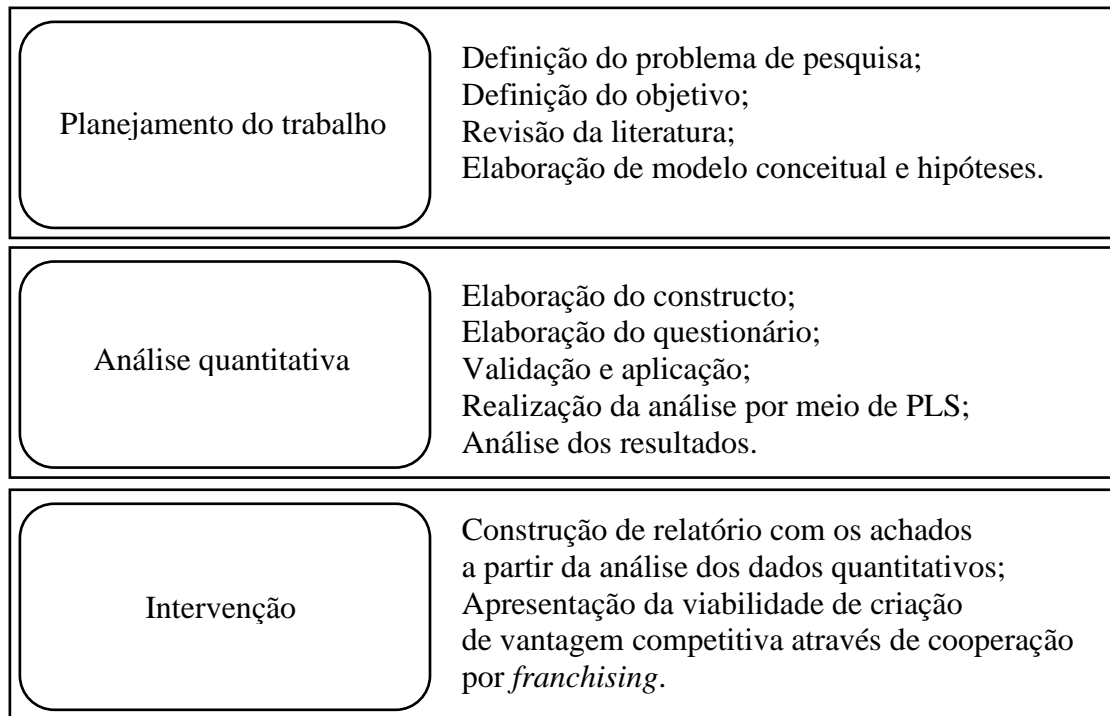 Planejamento do trabalho
Definição do problema de pesquisa;
Definição do objetivo;
Revisão da literatura;
Elaboração de modelo conceitual e hipóteses.
Análise quantitativa
Elaboração do constructo;
Elaboração do questionário;
Validação e aplicação;
Realização da análise por meio de PLS;
Análise dos resultados.
Intervenção
Construção de relatório com os achados
a partir da análise dos dados quantitativos;
Apresentação da viabilidade de criação
de vantagem competitiva através de cooperação
por franchising.